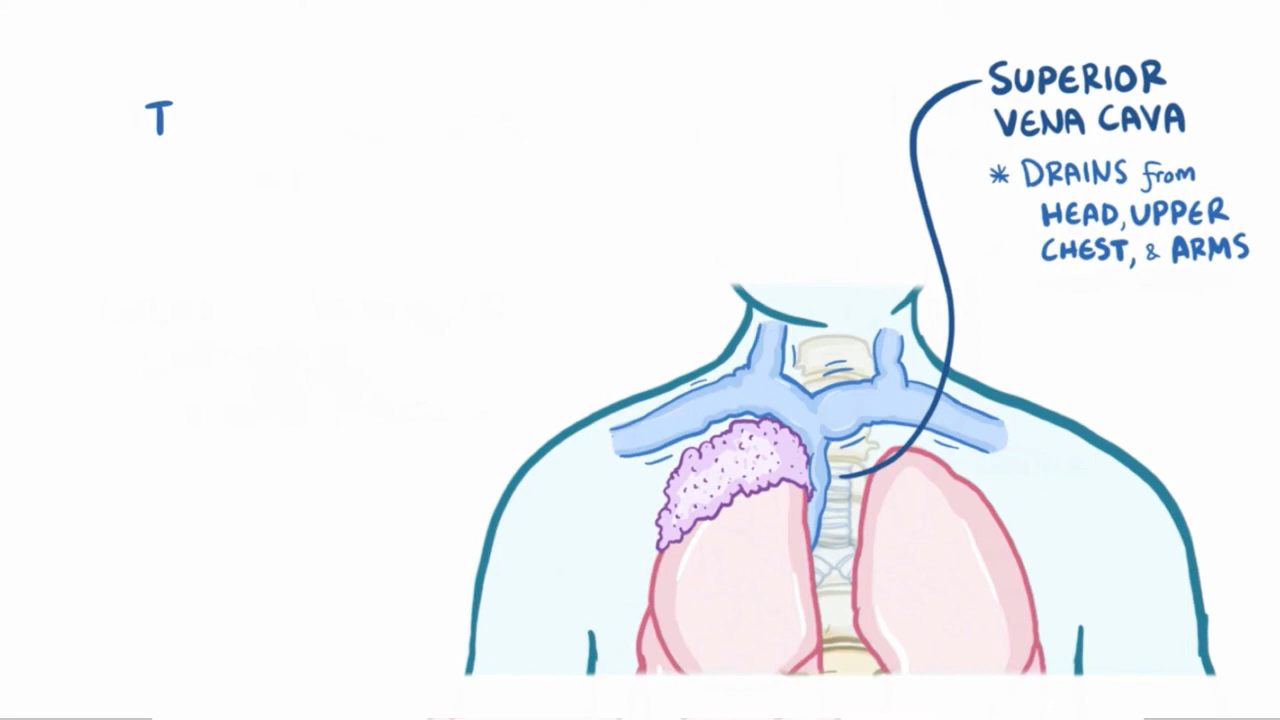 T
SUPERIOR
VENA CAVA
* DRAINS from
HEAD, UPPER
CHEST, & ARMS